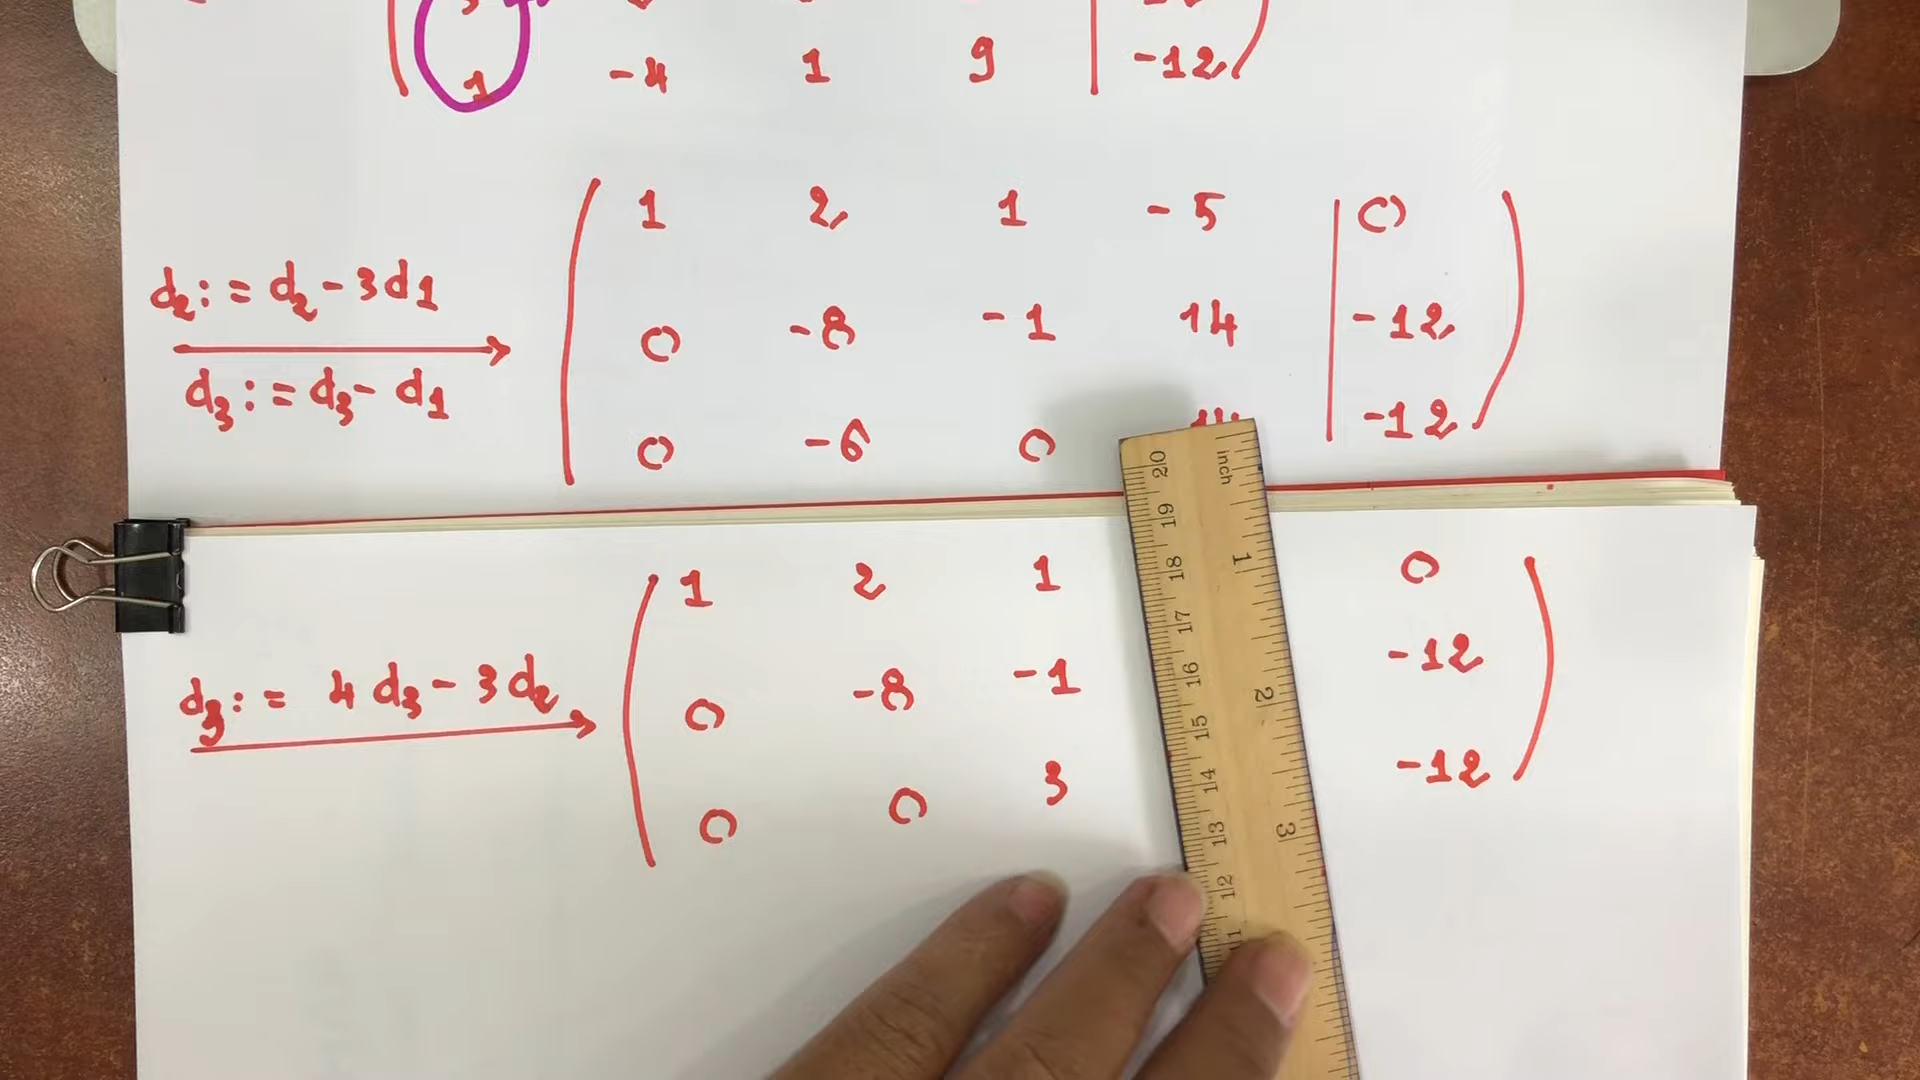 1 -4 1 9 | -12
1 2 1 -5 | 0
d2 := d2 - 3d1
0 -8 -1 14 | -12
d3 := d3 - d1
0 -6 0 | -12
1 2 1 0
d3 := 4d3 - 3d2
0 -8 -1 -12
0 0 3 -12
20 19 18 17 16 15 14 13 12 11
inch 1 2 3